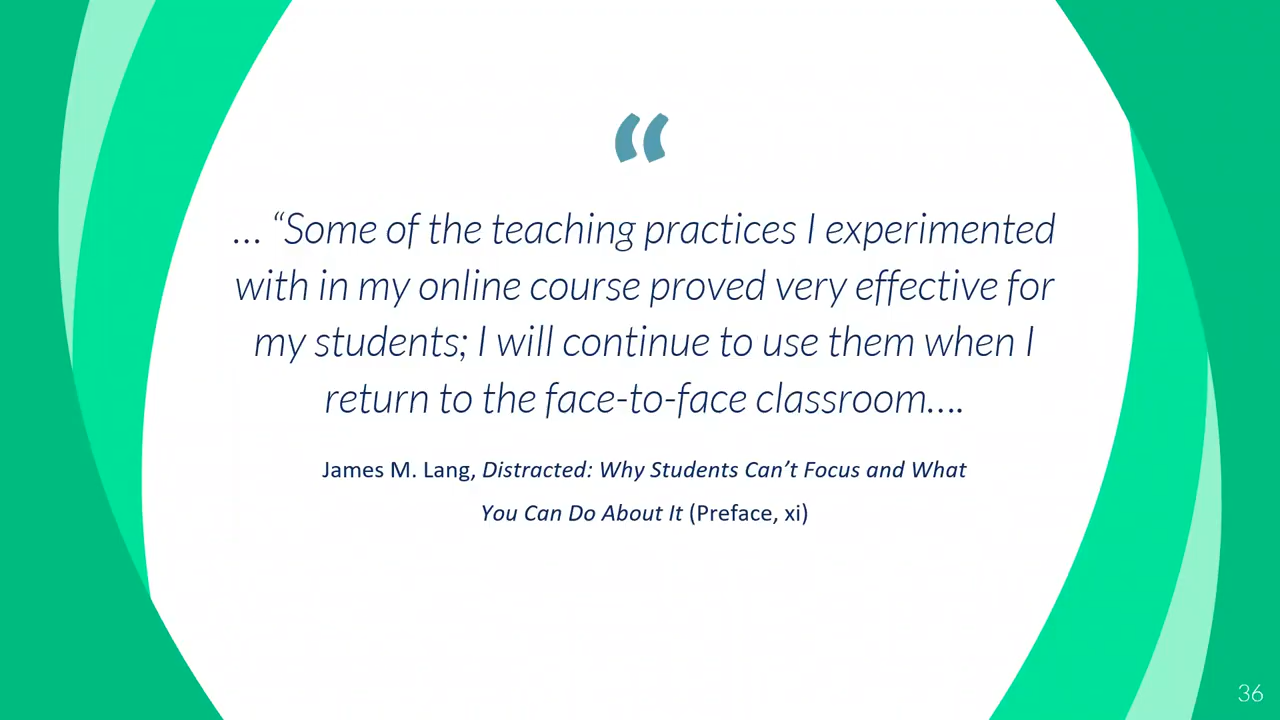 “
… “Some of the teaching practices I experimented
with in my online course proved very effective for
my students; I will continue to use them when I
return to the face-to-face classroom….
James M. Lang, Distracted: Why Students Can’t Focus and What
You Can Do About It (Preface, xi)
36